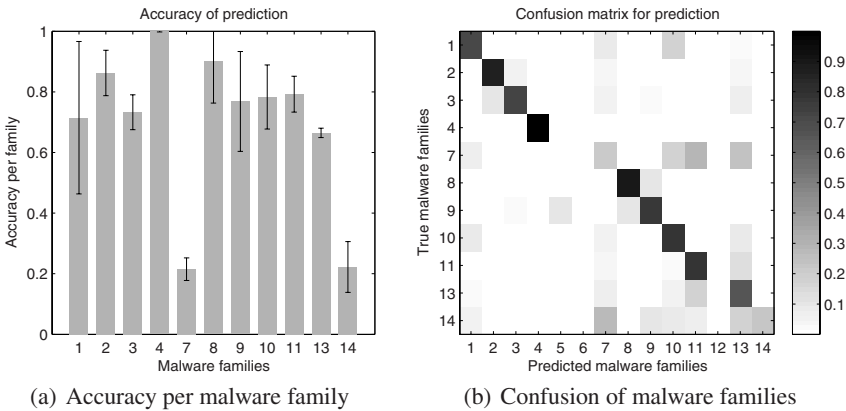 Accuracy of prediction
1
0.8
0.6
0.4
0.2
0
Accuracy per family
1 2 3 4 7 8 9 10 11 13 14
Malware families
(a) Accuracy per malware family
Confusion matrix for prediction
1
2
3
4
7
8
9
10
11
13
14
True malware families
1 2 3 4 5 6 7 8 9 10 11 12 13 14
Predicted malware families
0.9
0.8
0.7
0.6
0.5
0.4
0.3
0.2
0.1
(b) Confusion of malware families